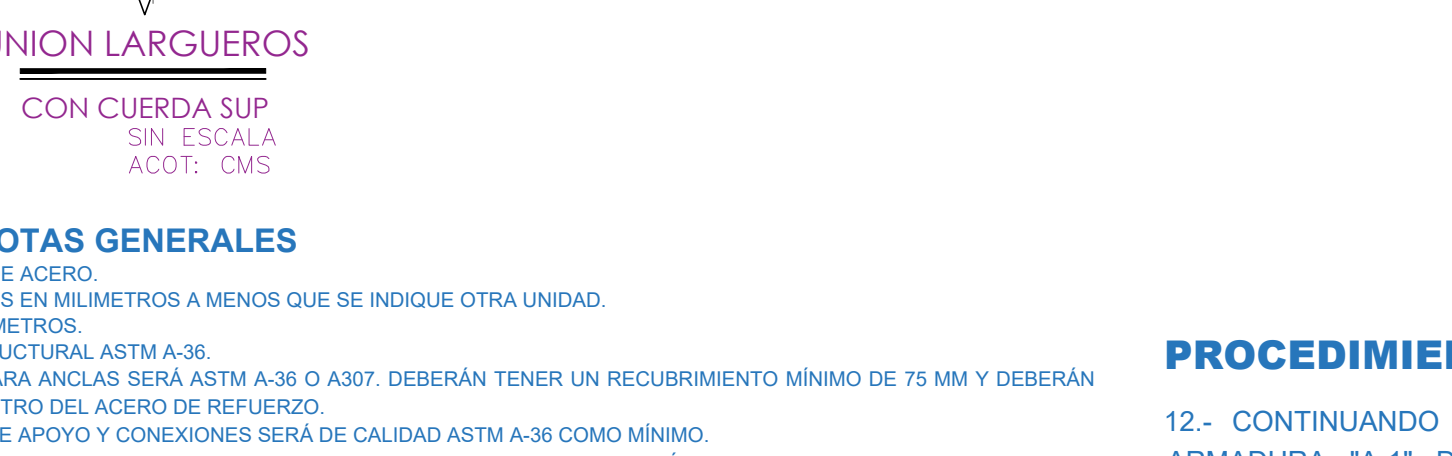 UNION LARGUEROS
CON CUERDA SUP
SIN ESCALA
ACOT: CMS
OTAS GENERALES
E ACERO.
S EN MILIMETROS A MENOS QUE SE INDIQUE OTRA UNIDAD.
METROS.
UCTURAL ASTM A-36.
ARA ANCLAS SERÁ ASTM A-36 O A307. DEBERÁN TENER UN RECUBRIMIENTO MÍNIMO DE 75 MM Y DEBERÁN
TRO DEL ACERO DE REFUERZO.
E APOYO Y CONEXIONES SERÁ DE CALIDAD ASTM A-36 COMO MÍNIMO.
PROCEDIMIE
12.- CONTINUANDO
ARMADURA "A-1"